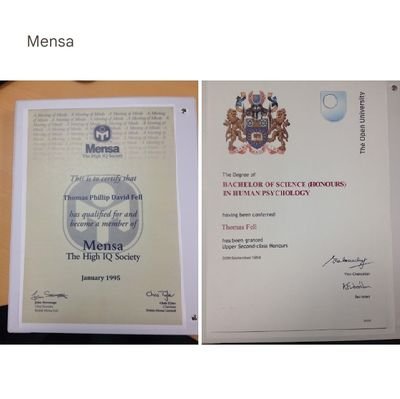 Mensa
Mensa
The High IQ Society
This is to certify that
Thomas Phillip David Fell
has qualified for and
become a member of
Mensa
The High IQ Society
January 1995
The Open University
The Degree of
BACHELOR OF SCIENCE (HONOURS)
IN HUMAN PSYCHOLOGY
having been conferred
Thomas Fell
has been granted
Upper Second-class Honours
Vice-Chancellor
Secretary